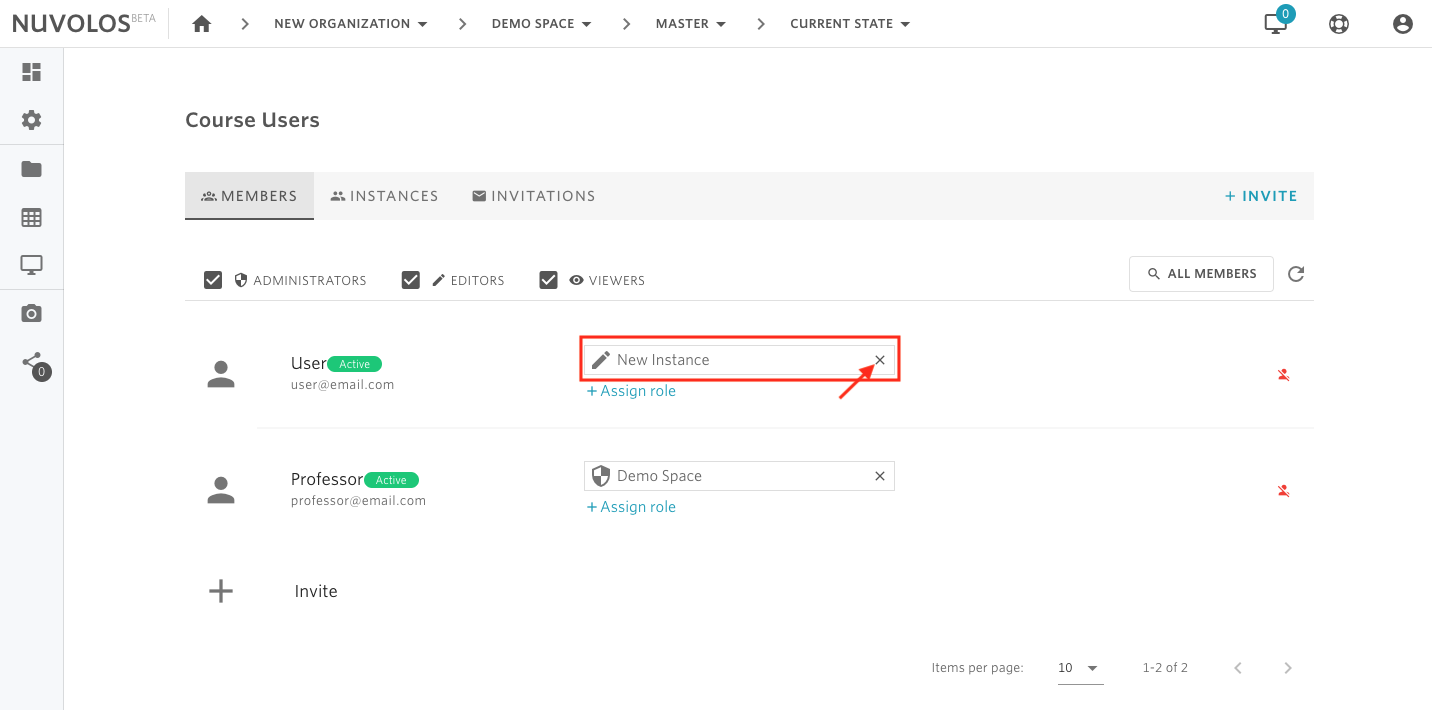 NUVOLOS BETA NEW ORGANIZATION DEMO SPACE MASTER CURRENT STATE 0
Course Users
MEMBERS INSTANCES INVITATIONS + INVITE
ADMINISTRATORS EDITORS VIEWERS ALL MEMBERS
0
User Active New Instance
user@email.com
+ Assign role
Professor Active Demo Space
professor@email.com
+ Assign role
Invite
Items per page: 10 1-2 of 2